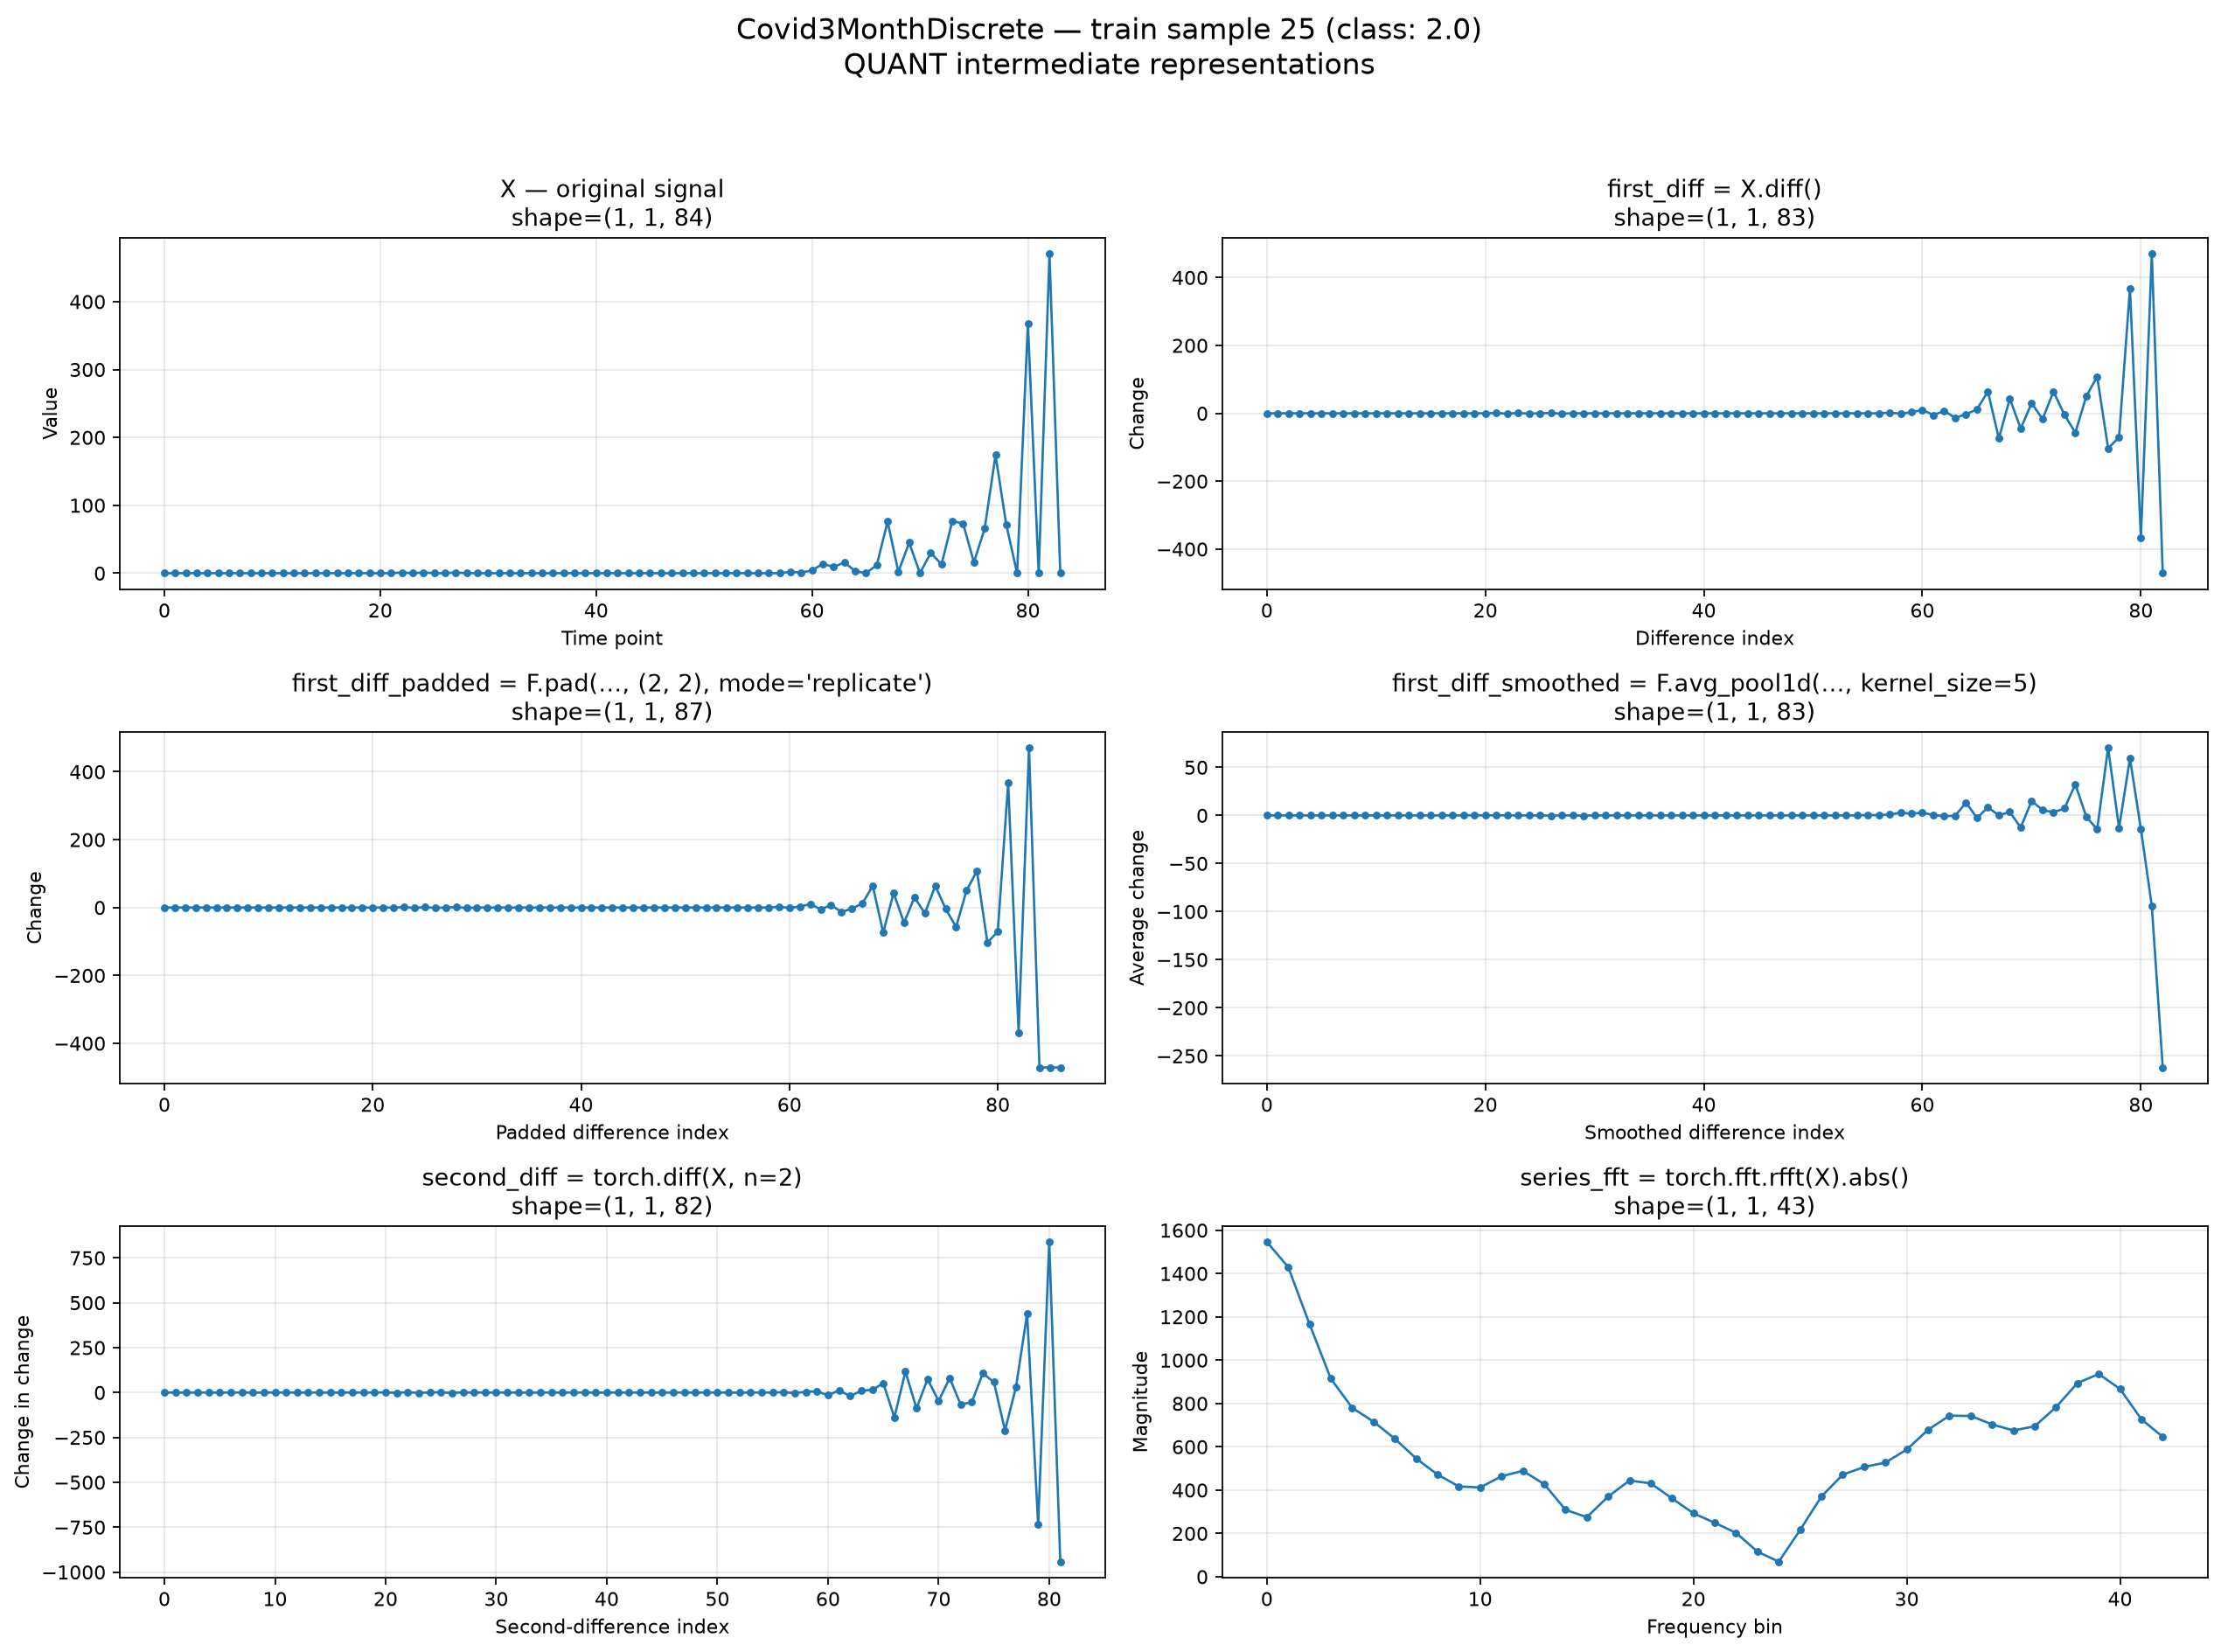 Covid3MonthDiscrete — train sample 25 (class: 2.0)
QUANT intermediate representations
X — original signal
shape=(1, 1, 84)
Value
400
300
200
100
0
0 20 40 60 80
Time point
first_diff = X.diff()
shape=(1, 1, 83)
Change
400
200
0
−200
−400
0 20 40 60 80
Difference index
first_diff_padded = F.pad(..., (2, 2), mode='replicate')
shape=(1, 1, 87)
Change
400
200
0
−200
−400
0 20 40 60 80
Padded difference index
first_diff_smoothed = F.avg_pool1d(..., kernel_size=5)
shape=(1, 1, 83)
Average change
50
0
−50
−100
−150
−200
−250
0 20 40 60 80
Smoothed difference index
second_diff = torch.diff(X, n=2)
shape=(1, 1, 82)
Change in change
750
500
250
0
−250
−500
−750
−1000
0 10 20 30 40 50 60 70 80
Second-difference index
series_fft = torch.fft.rfft(X).abs()
shape=(1, 1, 43)
Magnitude
1600
1400
1200
1000
800
600
400
200
0
0 10 20 30 40
Frequency bin